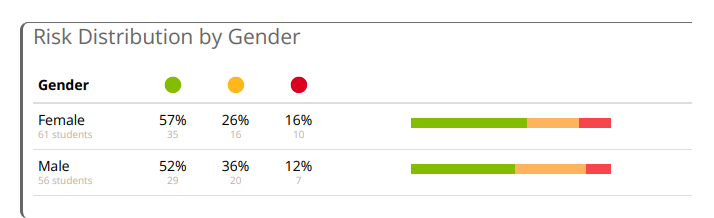 Risk Distribution by Gender
Gender
Female 57% 26% 16%
61 students 35 16 10
Male 52% 36% 12%
56 students 29 20 7